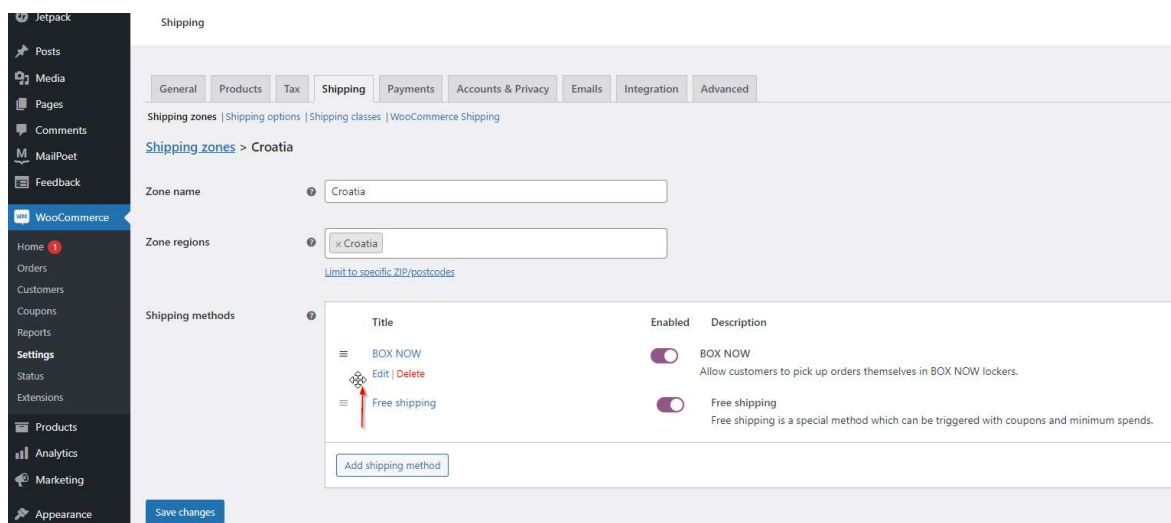 Jetpack
Posts
Media
Pages
Comments
MailPoet
Feedback
WooCommerce
Home 1
Orders
Customers
Coupons
Reports
Settings
Status
Extensions
Products
Analytics
Marketing
Appearance
Shipping
General Products Tax Shipping Payments Accounts & Privacy Emails Integration Advanced
Shipping zones | Shipping options | Shipping classes | WooCommerce Shipping
Shipping zones > Croatia
Zone name Croatia
Zone regions × Croatia
Limit to specific ZIP/postcodes
Shipping methods Title Enabled Description
BOX NOW BOX NOW
Edit | Delete Allow customers to pick up orders themselves in BOX NOW lockers.
Free shipping Free shipping
Free shipping is a special method which can be triggered with coupons and minimum spends.
Add shipping method
Save changes